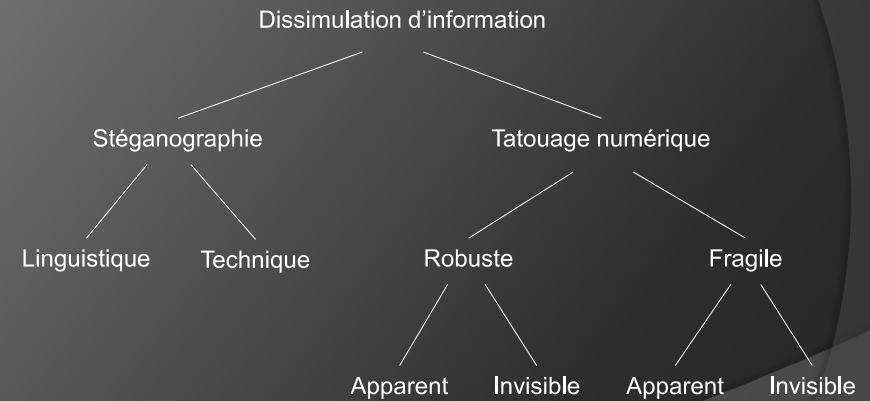 Dissimulation d’information
Stéganographie
Tatouage numérique
Linguistique
Technique
Robuste
Fragile
Apparent
Invisible
Apparent
Invisible